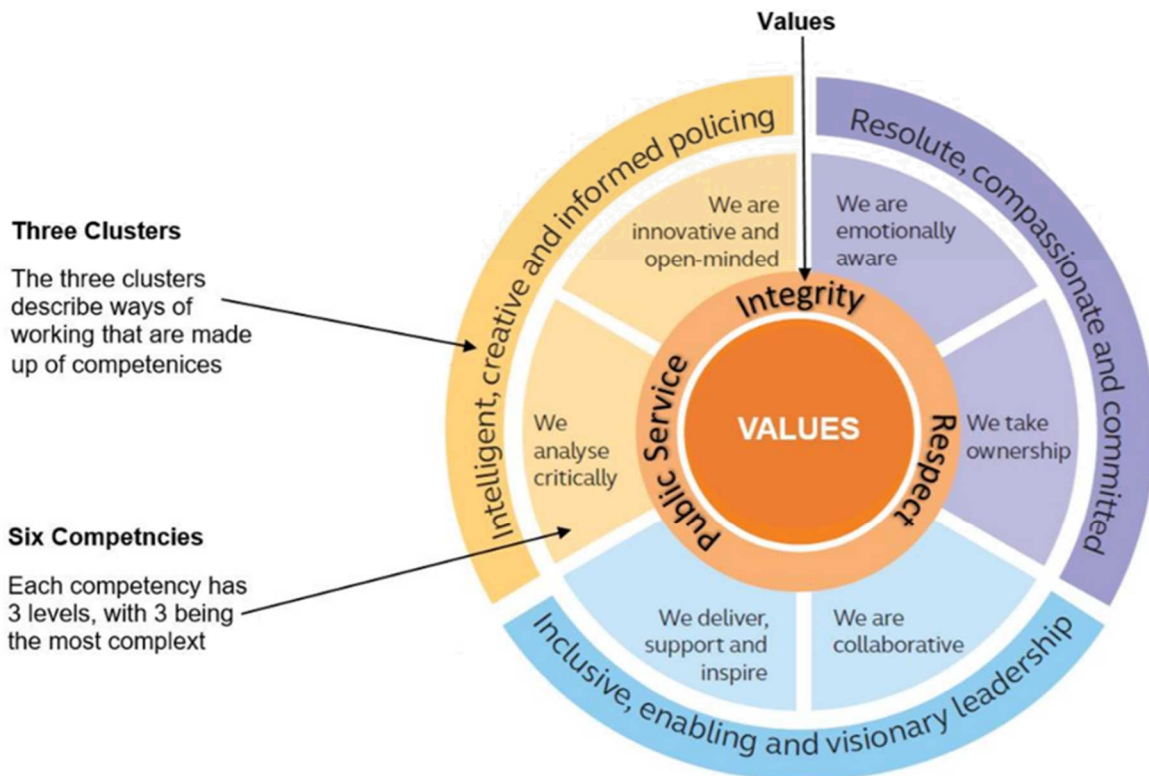 Values
Three Clusters
The three clusters
describe ways of
working that are made
up of competenices
Six Competncies
Each competency has
3 levels, with 3 being
the most complext
Intelligent, creative and informed policing
Resolute, compassionate and committed
Inclusive, enabling and visionary leadership
We are
innovative and
open-minded
We are
emotionally
aware
We
analyse
critically
We take
ownership
We deliver,
support and
inspire
We are
collaborative
Integrity
Respect
Public Service
VALUES